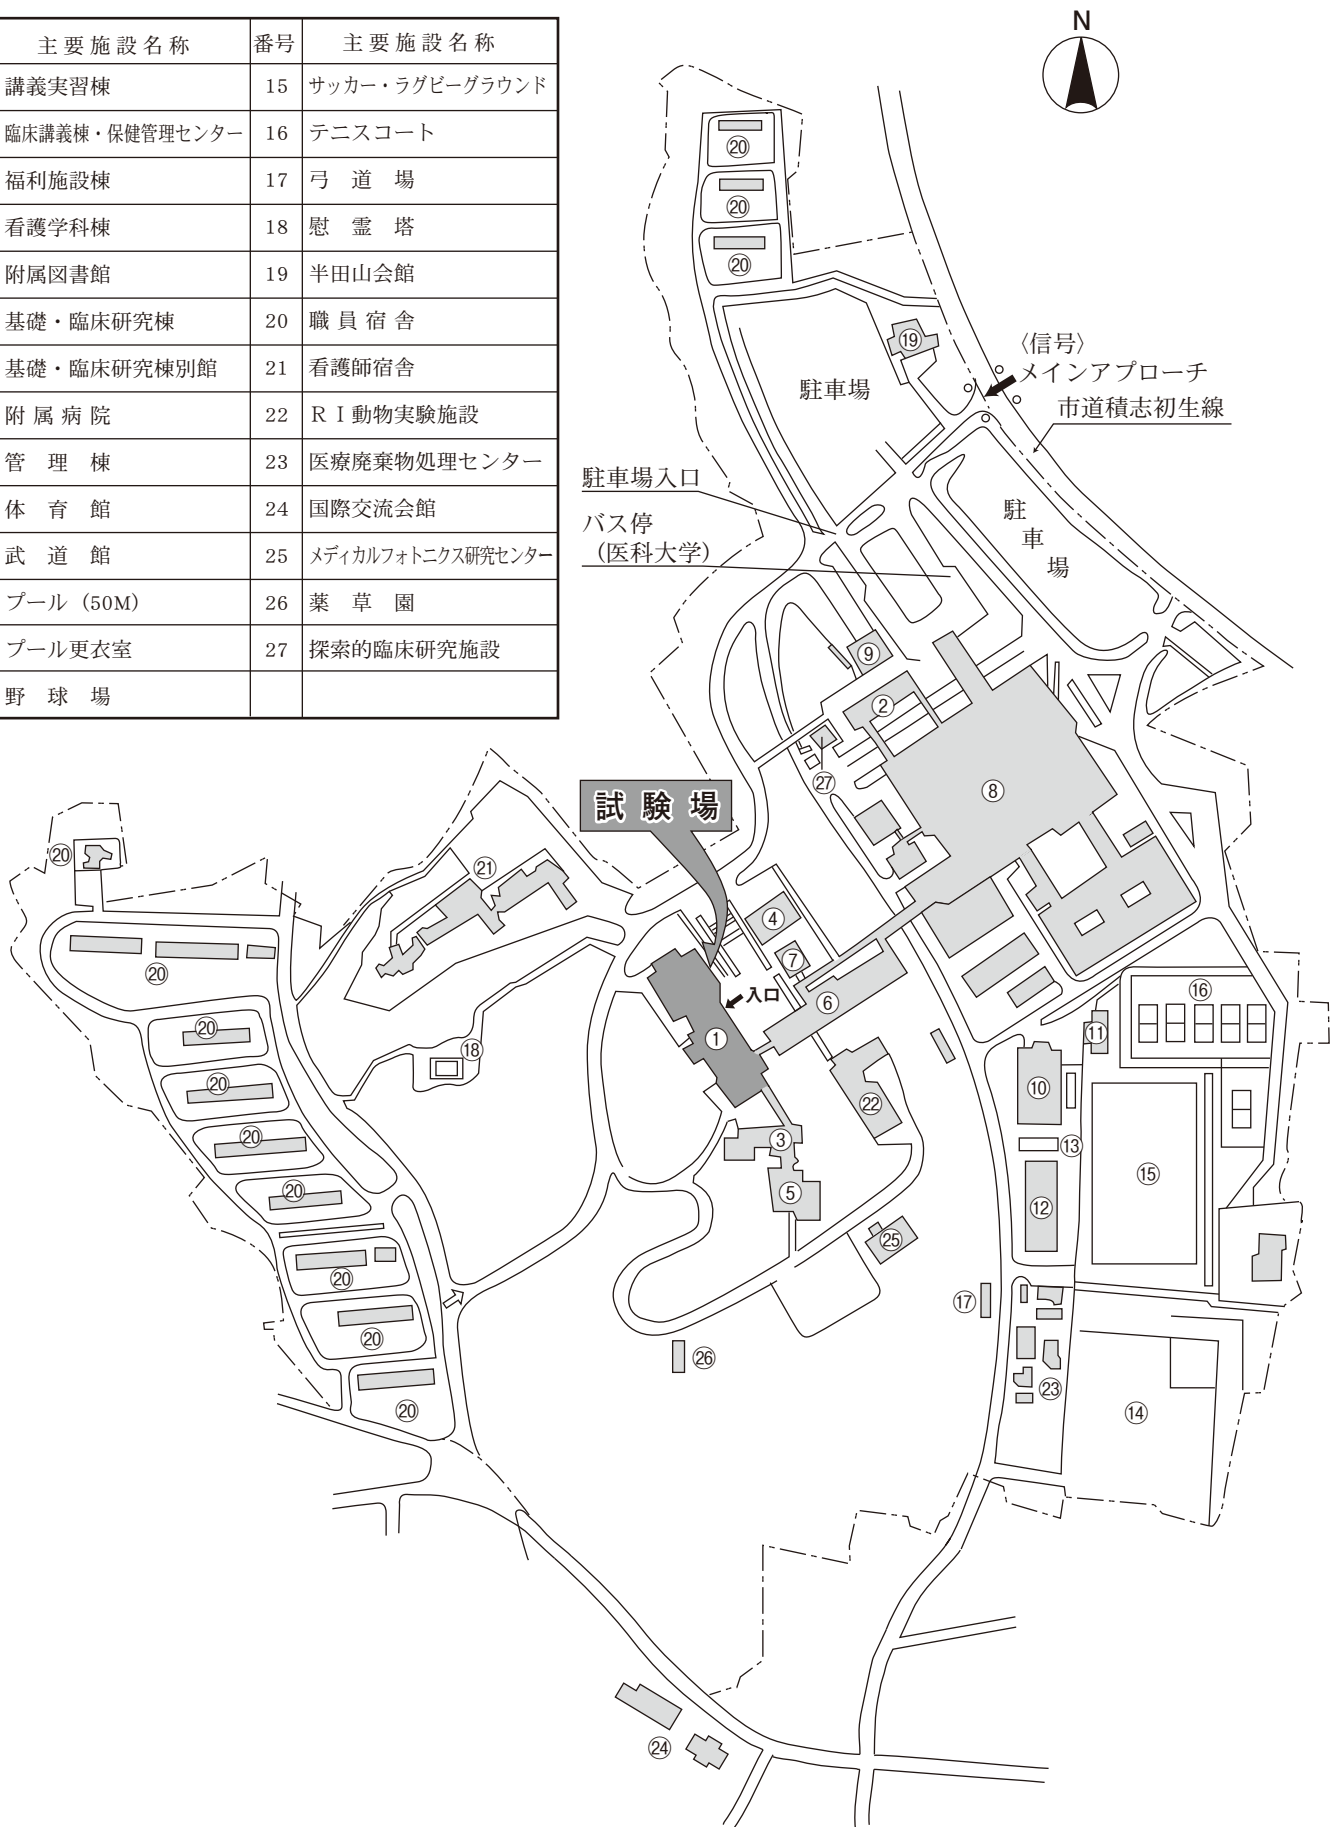 主要施設名称 番号 主要施設名称
講義実習棟 15 サッカー・ラグビーグラウンド
臨床講義棟・保健管理センター 16 テニスコート
福利施設棟 17 弓道場
看護学科棟 18 慰霊塔
附属図書館 19 半田山会館
基礎・臨床研究棟 20 職員宿舎
基礎・臨床研究棟別館 21 看護師宿舎
附属病院 22 RI動物実験施設
管理棟 23 医療廃棄物処理センター
体育館 24 国際交流会館
武道館 25 メディカルフォトニクス研究センター
プール(50M) 26 薬草園
プール更衣室 27 探索的臨床研究施設
野球場
N
⑳
⑳
⑳
⑲
〈信号〉
メインアプローチ
市道積志初生線
駐車場
駐車場入口
バス停
(医科大学)
駐車場
⑨
②
㉗
⑧
試験場
⑳
㉑
④
⑦
入口
⑥
①
⑯
⑪
⑳
⑳
⑱
⑩
㉒
⑬
⑳
⑳
③
⑤
⑮
⑫
⑳
㉕
⑳
⑰
⑳
㉖
㉓
⑳
⑭
㉔